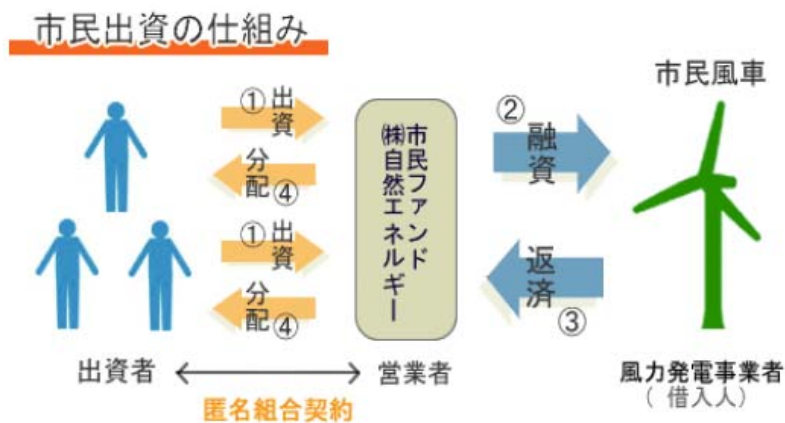 市民出資の仕組み
市民風車
①出資
分配④
①出資
分配④
㈱自然エネルギー
市民ファンド
②融資
返済③
出資者
営業者
匿名組合契約
風力発電事業者
(借入人)